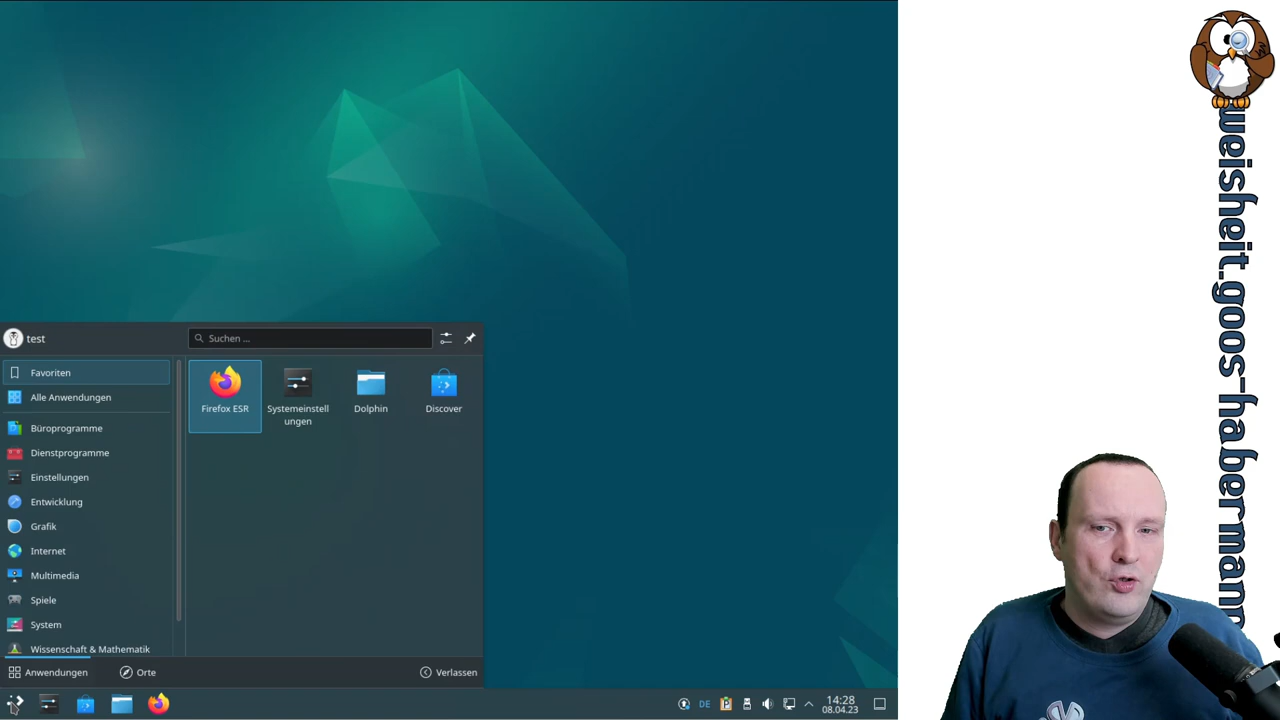 test
Suchen ...
Favoriten
Alle Anwendungen
Büroprogramme
Dienstprogramme
Einstellungen
Entwicklung
Grafik
Internet
Multimedia
Spiele
System
Wissenschaft & Mathematik
Firefox ESR
Systemeinstell
ungen
Dolphin
Discover
Anwendungen
Orte
Verlassen
DE
14:28
08.04.23
weisheit.goos-habermann